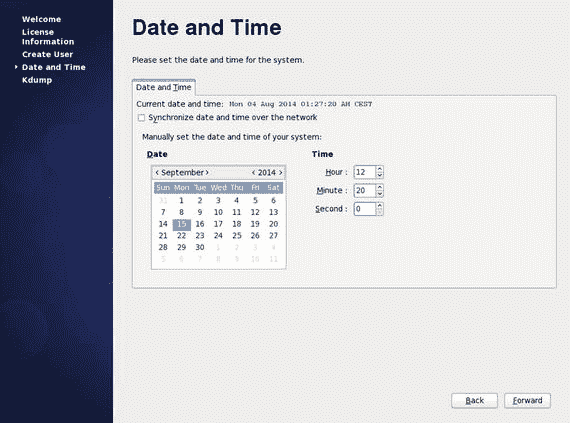 Welcome
License
Information
Create User
Date and Time
Kdump
Date and Time
Please set the date and time for the system.
Date and Time
Current date and time: Mon 04 Aug 2014 01:27:20 AM CEST
Synchronize date and time over the network
Manually set the date and time of your system:
Date
September 2014
Sun Mon Tue Wed Thu Fri Sat
31 1 2 3 4 5 6
7 8 9 10 11 12 13
14 15 16 17 18 19 20
21 22 23 24 25 26 27
28 29 30 1 2 3 4
5 6 7 8 9 10 11
Time
Hour : 12
Minute : 20
Second : 0
Back
Forward